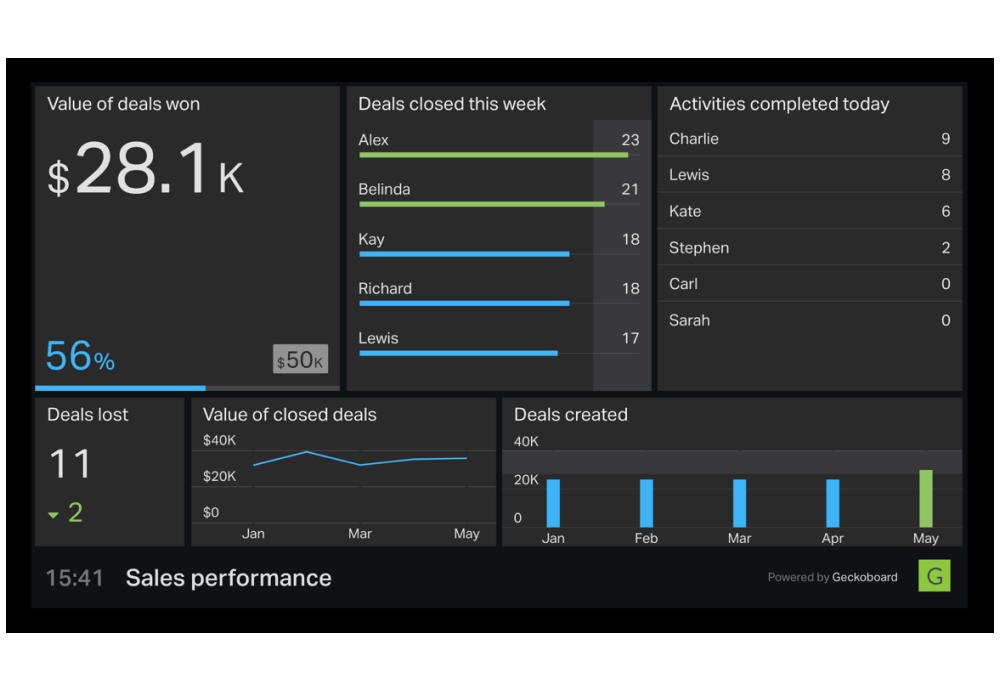 Value of deals won
$28.1K
56%
$50K
Deals closed this week
Alex 23
Belinda 21
Kay 18
Richard 18
Lewis 17
Activities completed today
Charlie 9
Lewis 8
Kate 6
Stephen 2
Carl 0
Sarah 0
Deals lost
11
2
Value of closed deals
$40K
$20K
$0
Jan Mar May
Deals created
40K
20K
0
Jan Feb Mar Apr May
15:41 Sales performance
Powered by Geckoboard G